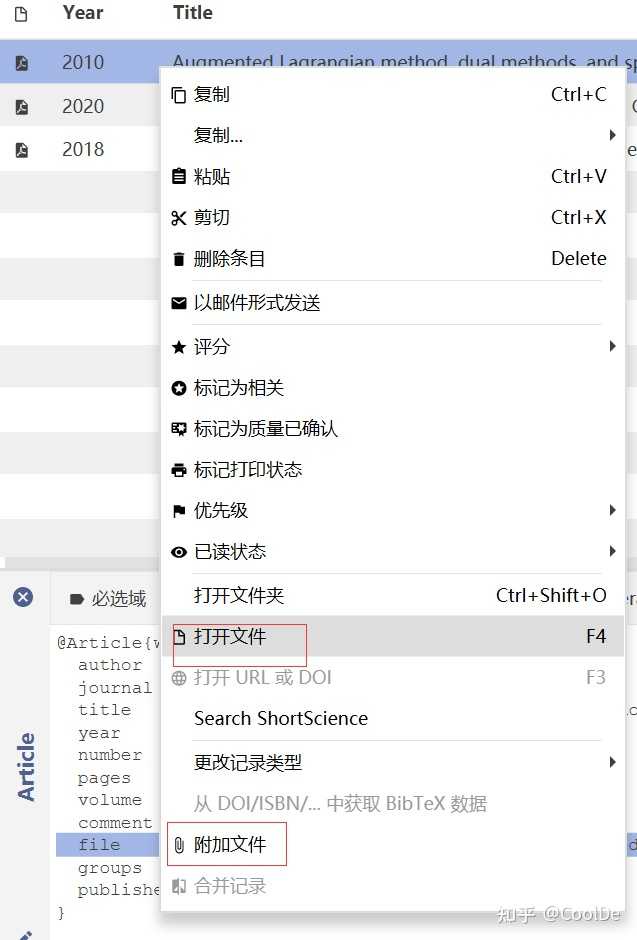 Year Title
2010 Augmented Lagrangian method, dual methods, and sp
2020
2018
复制 Ctrl+C
复制...
粘贴 Ctrl+V
剪切 Ctrl+X
删除条目 Delete
以邮件形式发送
评分
标记为相关
标记为质量已确认
标记打印状态
优先级
已读状态
打开文件夹 Ctrl+Shift+O
打开文件 F4
打开 URL 或 DOI F3
Search ShortScience
更改记录类型
从 DOI/ISBN/... 中获取 BibTeX 数据
附加文件
合并记录
必选域
Article
@Article{w
author
journal
title
year
number
pages
volume
comment
file
groups
publishe
}
知乎 @CoolDe